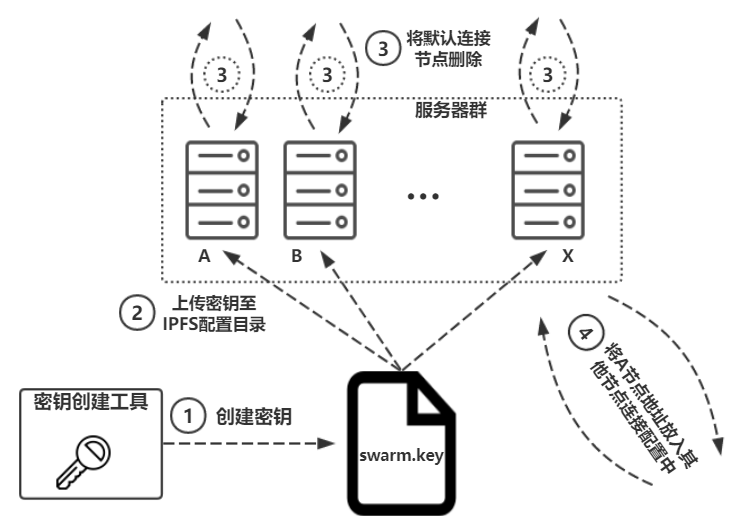 3
3
③ 将默认连接
节点删除
3
服务器群
...
A
B
X
② 上传密钥至
IPFS配置目录
④ 将A节点地址放入其
他节点连接配置中
密钥创建工具
① 创建密钥
swarm.key